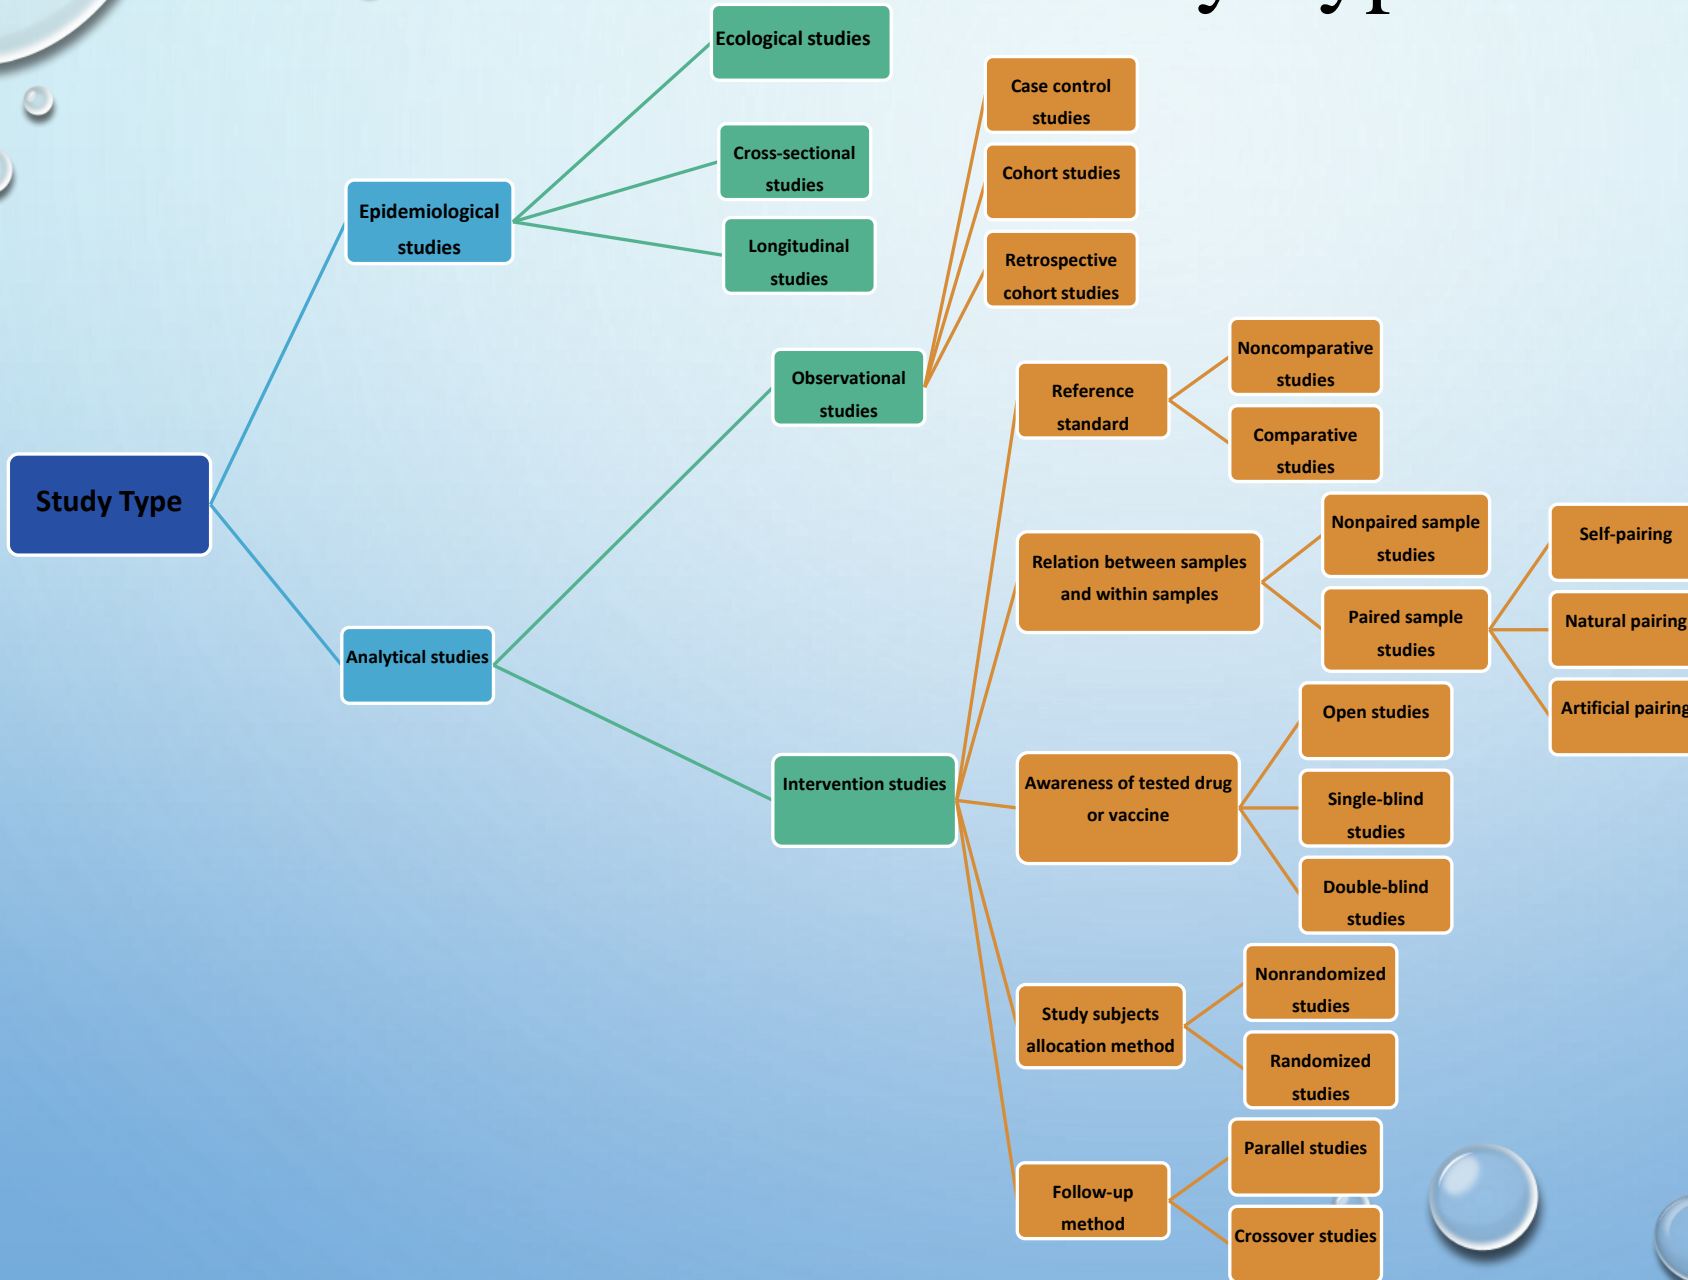 Ecological studies
Case control
studies
Cross-sectional
studies
Cohort studies
Epidemiological
studies
Longitudinal
studies
Retrospective
cohort studies
Observational
studies
Reference
standard
Noncomparative
studies
Comparative
studies
Study Type
Nonpaired sample
studies
Self-pairing
Relation between samples
and within samples
Paired sample
studies
Natural pairing
Analytical studies
Artificial pairing
Open studies
Intervention studies
Awareness of tested drug
or vaccine
Single-blind
studies
Double-blind
studies
Nonrandomized
studies
Study subjects
allocation method
Randomized
studies
Parallel studies
Follow-up
method
Crossover studies